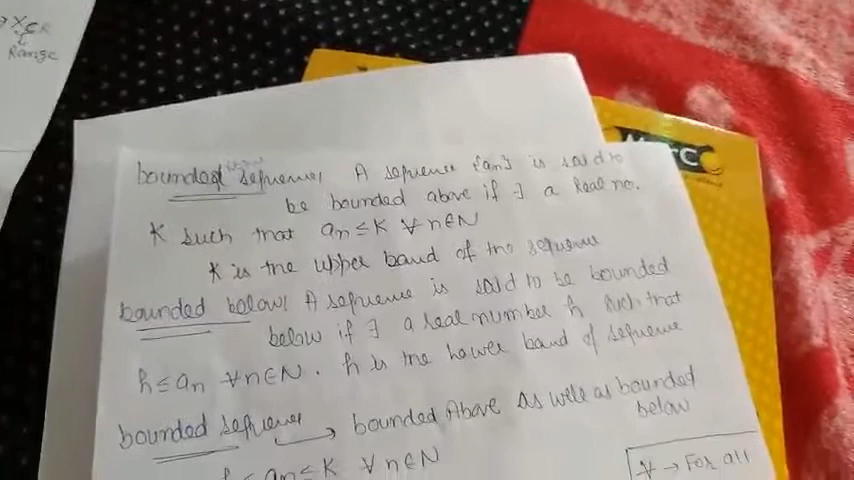 → X ⊆ R
Range
bounded sequence, A sequence {an} is said to
be bounded above if ∃ a Real no.
K such that an ≤ K ∀ n ∈ N
K is the upper band of the sequence
bounded below, A sequence is said to be bounded
below if ∃ a real number h such that
h ≤ an ∀ n ∈ N. h is the lower band of sequence
bounded sequence → bounded Above as well as bounded
below
h ≤ an ≤ K ∀ n ∈ N
∀ → For all